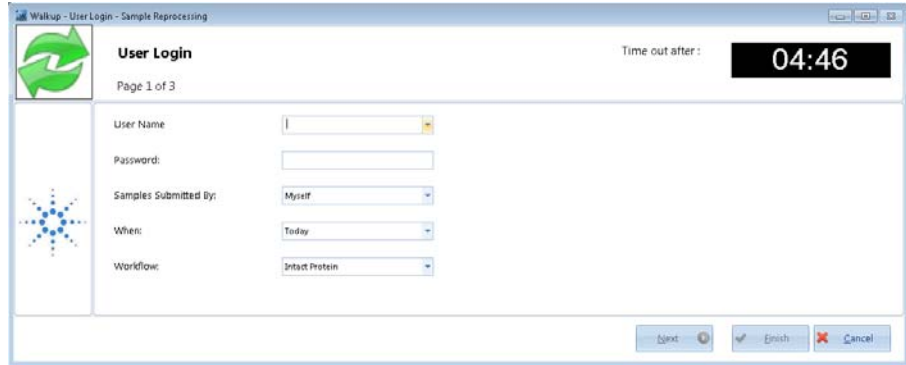 Walkup - User Login - Sample Reprocessing
User Login
Time out after :
04:46
Page 1 of 3
User Name
Password:
Samples Submitted By:
Myself
When:
Today
Workflow:
Intact Protein
Next
Finish
Cancel